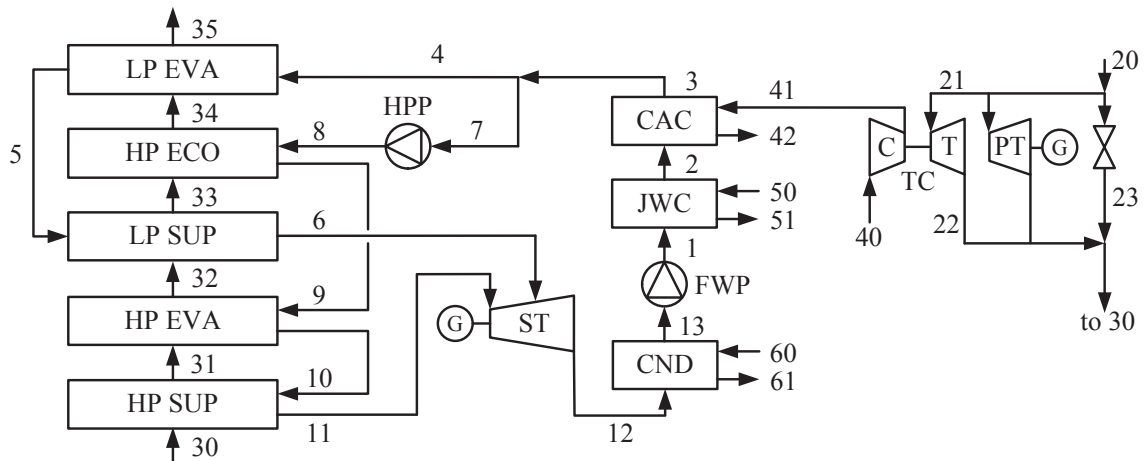 35
4
20
LP EVA
3
41
21
HPP
34
8
7
CAC
42
C
T
PT
G
5
HP ECO
2
TC
33
6
JWC
50
51
23
LP SUP
40
22
1
32
9
FWP
HP EVA
G
ST
13
to 30
31
10
CND
60
61
HP SUP
11
12
30